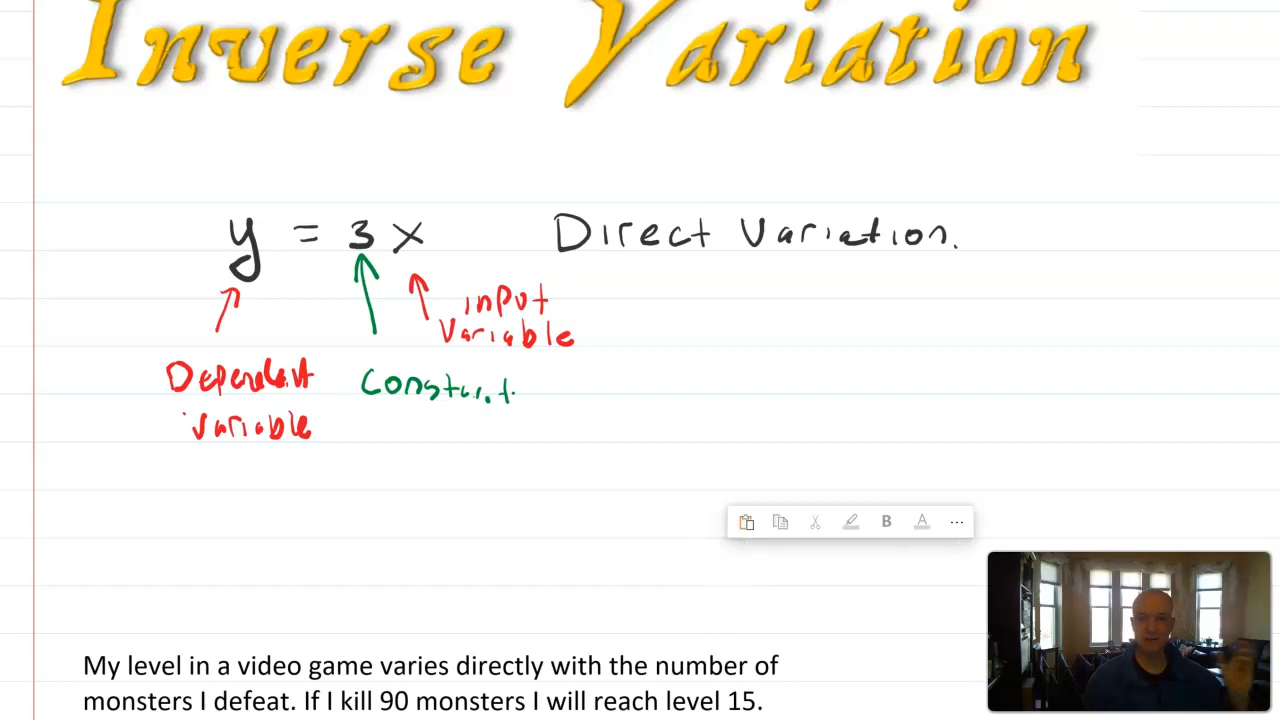 Inverse Variation
y = 3x Direct Variation.
input
variable
Dependent constant
variable
B A ...
My level in a video game varies directly with the number of
monsters I defeat. If I kill 90 monsters I will reach level 15.